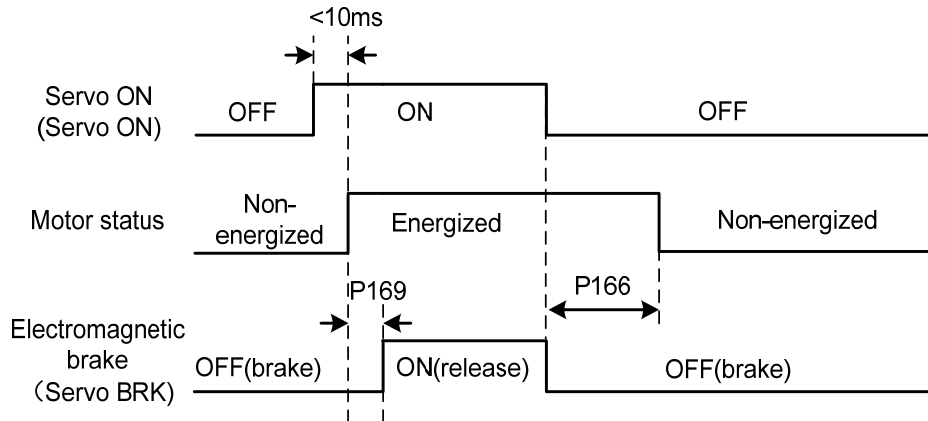 <10ms
Servo ON
(Servo ON)
OFF
ON
OFF
Motor status
Non-
energized
Energized
Non-energized
P169
P166
Electromagnetic
brake
（Servo BRK)
OFF(brake)
ON(release)
OFF(brake)